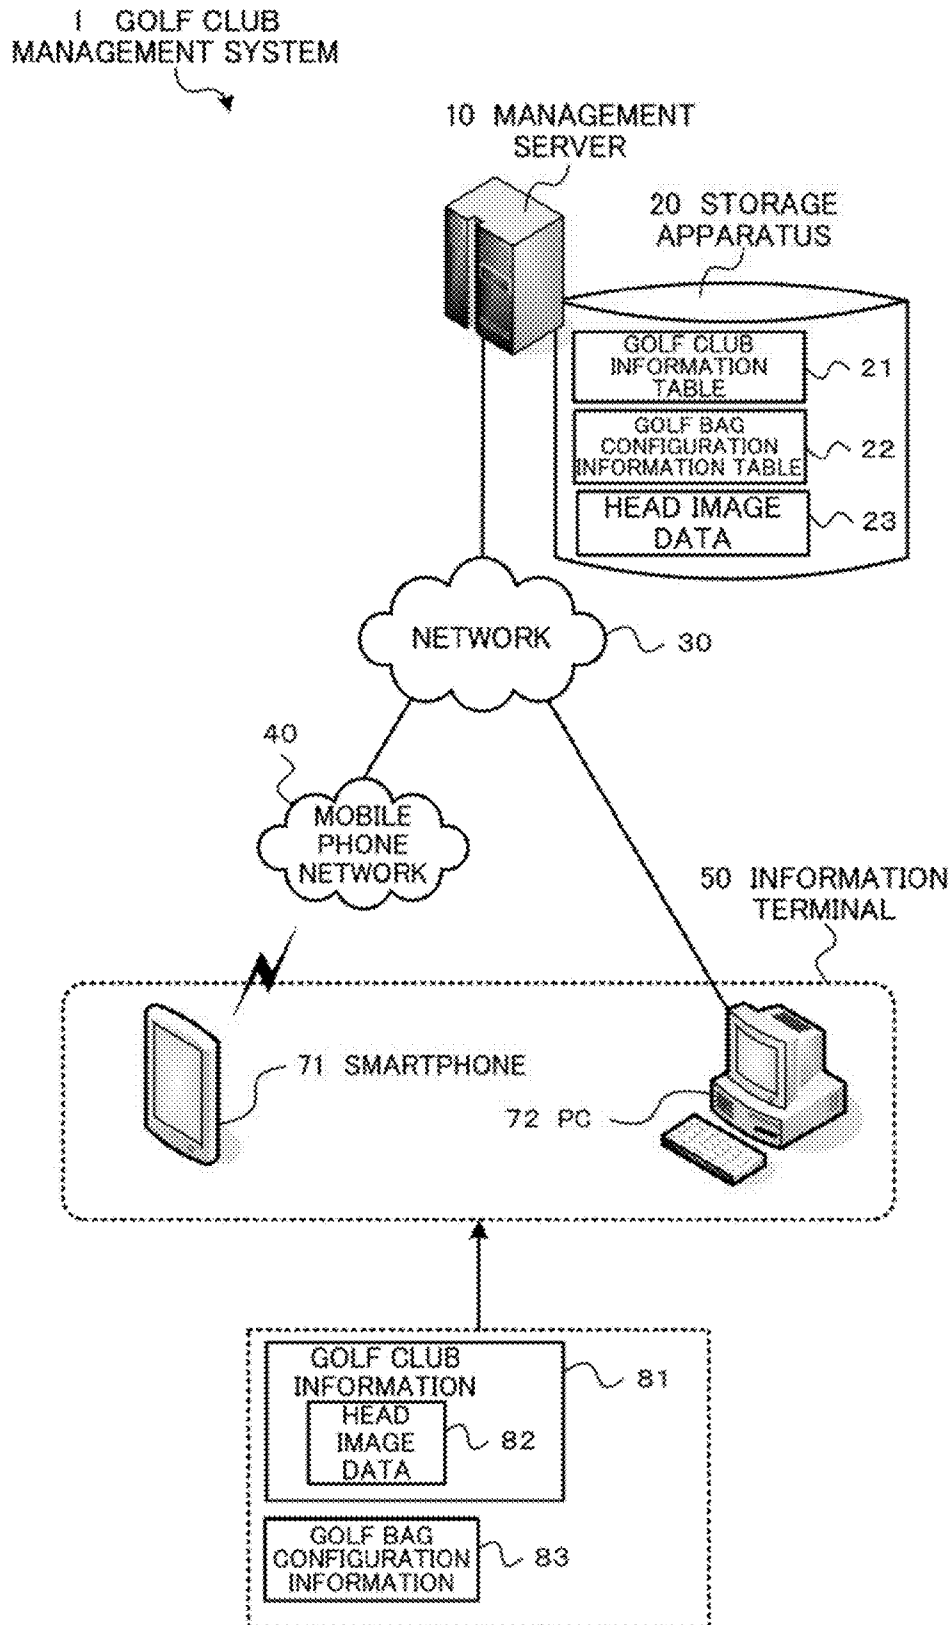 1 GOLF CLUB
MANAGEMENT SYSTEM
10 MANAGEMENT
SERVER
20 STORAGE
APPARATUS
GOLF CLUB
INFORMATION
TABLE
21
GOLF BAG
CONFIGURATION
INFORMATION TABLE
22
HEAD IMAGE
DATA
23
NETWORK
30
40
MOBILE
PHONE
NETWORK
50 INFORMATION
TERMINAL
71 SMARTPHONE
72 PC
GOLF CLUB
INFORMATION
81
HEAD
IMAGE
DATA
82
GOLF BAG
CONFIGURATION
INFORMATION
83